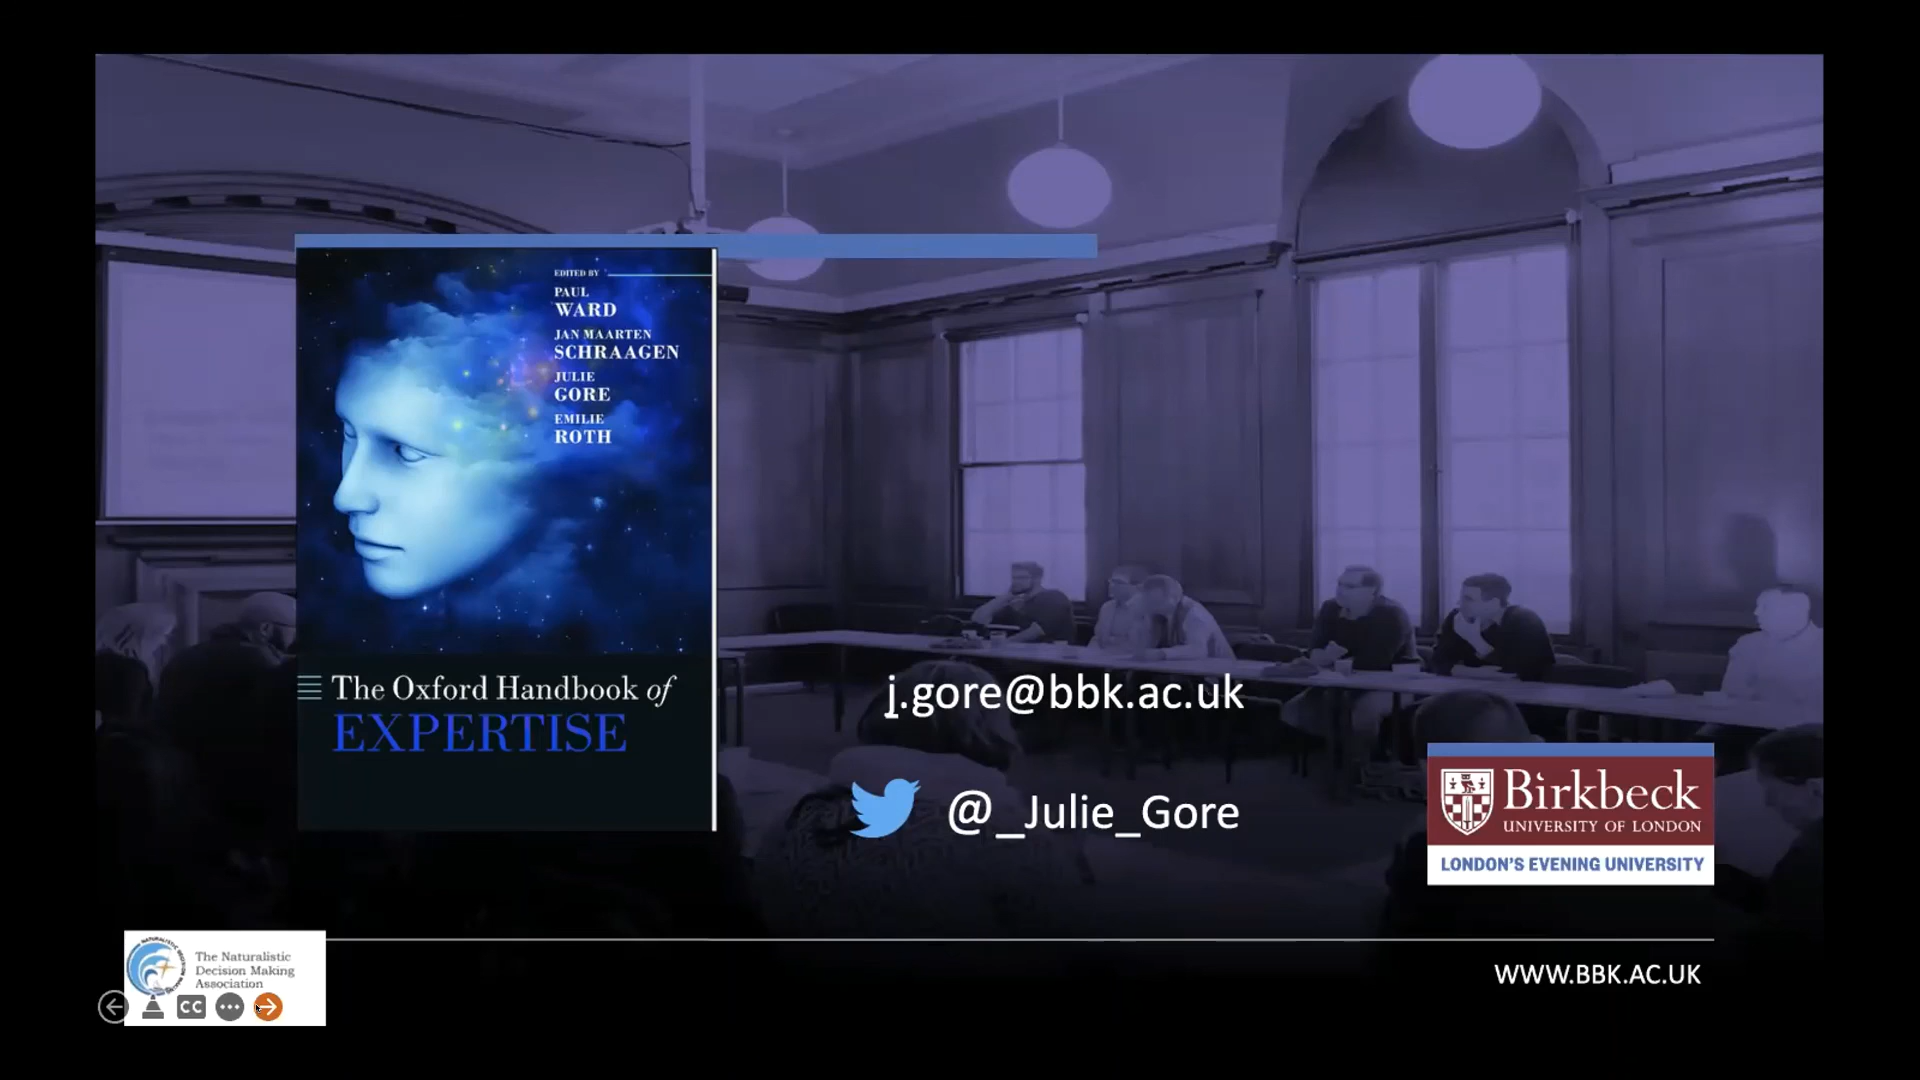 EDITED BY
PAUL
WARD
JAN MAARTEN
SCHRAAGEN
JULIE
GORE
EMILIE
ROTH
The Oxford Handbook of
EXPERTISE
j.gore@bbk.ac.uk
@_Julie_Gore
Birkbeck
UNIVERSITY OF LONDON
LONDON'S EVENING UNIVERSITY
The Naturalistic
Decision Making
Association
CC
WWW.BBK.AC.UK